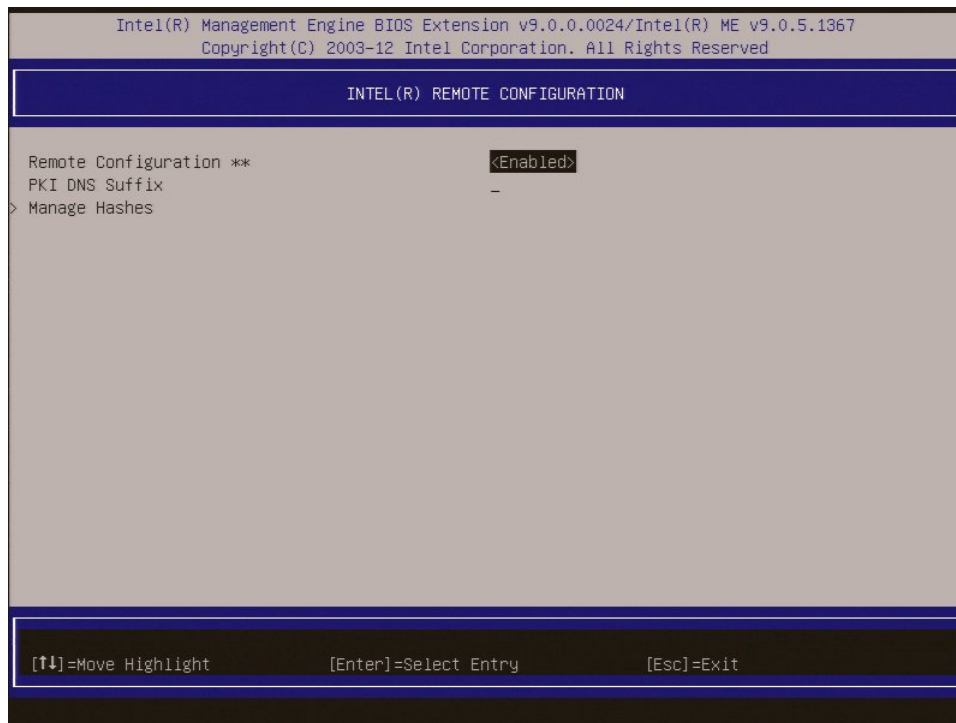 Intel(R) Management Engine BIOS Extension v9.0.0.0024/Intel(R) ME v9.0.5.1367
Copyright(C) 2003-12 Intel Corporation. All Rights Reserved
INTEL(R) REMOTE CONFIGURATION
Remote Configuration ** <Enabled>
PKI DNS Suffix _
> Manage Hashes
[↑↓]=Move Highlight [Enter]=Select Entry [Esc]=Exit